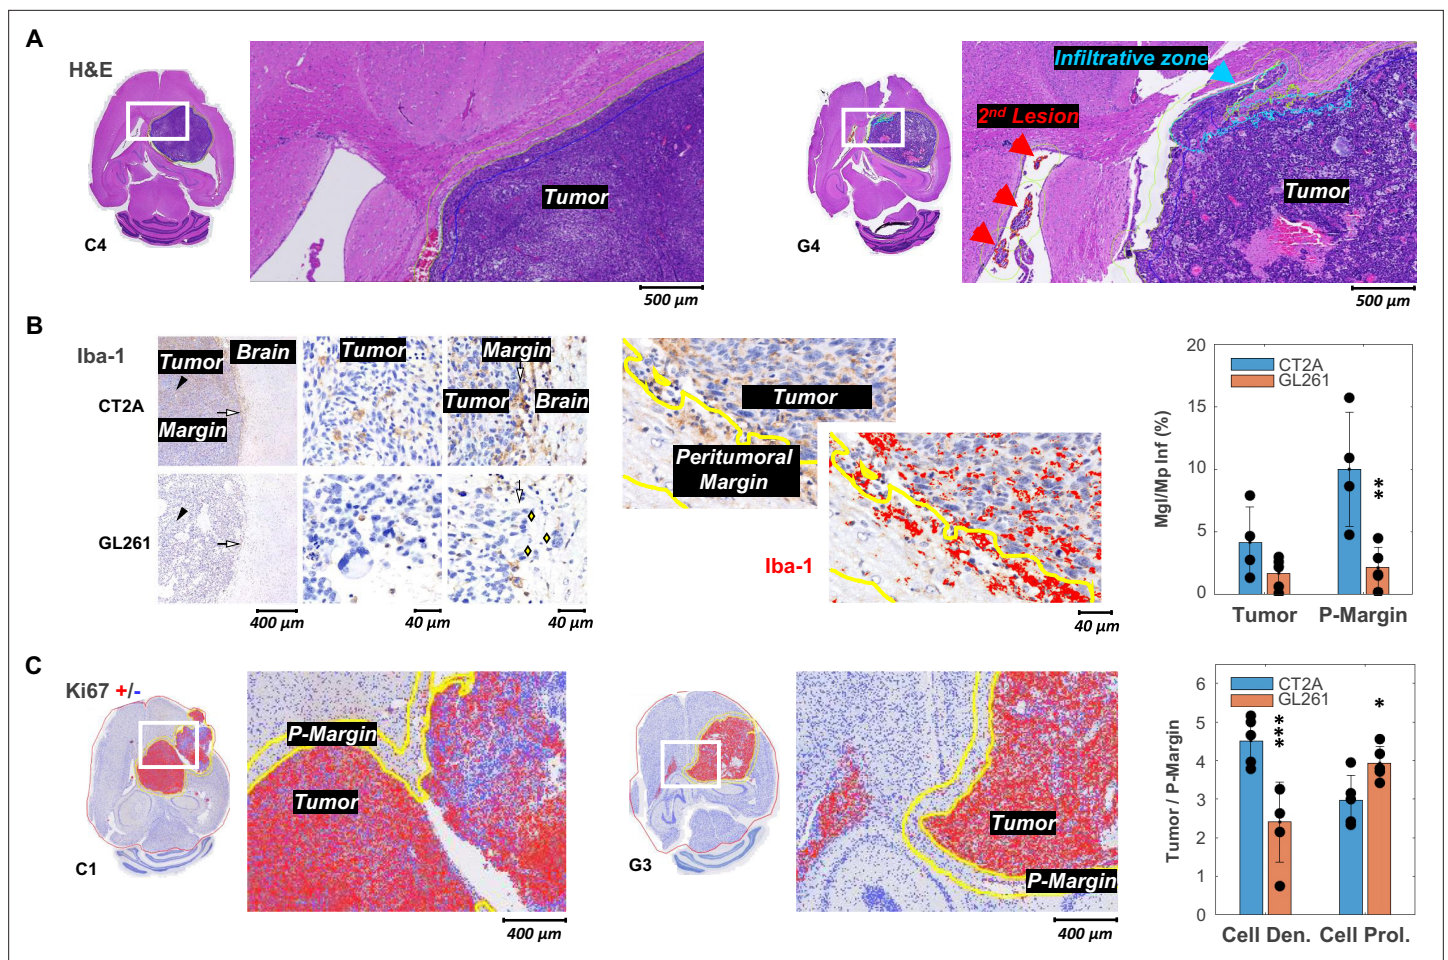 A
H&E
C4
Tumor
500 μm
G4
Infiltrative zone
2nd Lesion
Tumor
500 μm
B
Iba-1
CT2A
GL261
Tumor
Brain
Margin
Tumor
Margin
Tumor
Brain
400 μm
40 μm
40 μm
Tumor
Peritumoral
Margin
Iba-1
40 μm
Mgl/Mp Inf (%)
20
15
10
5
0
CT2A
GL261
**
Tumor
P-Margin
C
Ki67 +/-
C1
P-Margin
Tumor
400 μm
G3
Tumor
P-Margin
400 μm
Tumor / P-Margin
6
5
4
3
2
1
0
CT2A
GL261
***
*
Cell Den.
Cell Prol.